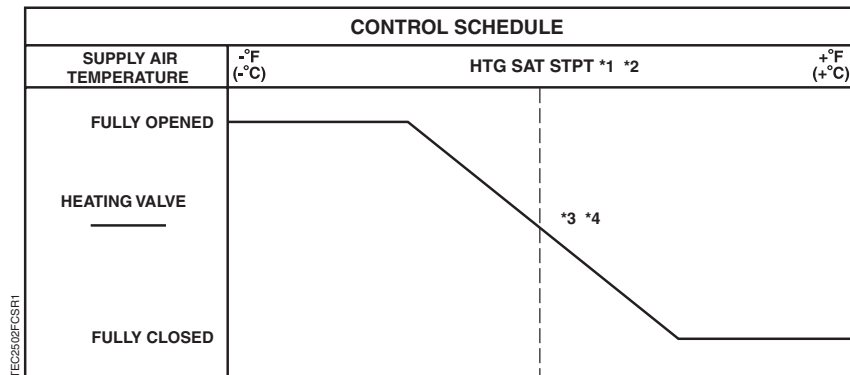 CONTROL SCHEDULE
SUPPLY AIR
TEMPERATURE
-°F
(-°C)
HTG SAT STPT *1 *2
+°F
(+°C)
FULLY OPENED
HEATING VALVE
*3 *4
FULLY CLOSED
TEC2502FCSR1